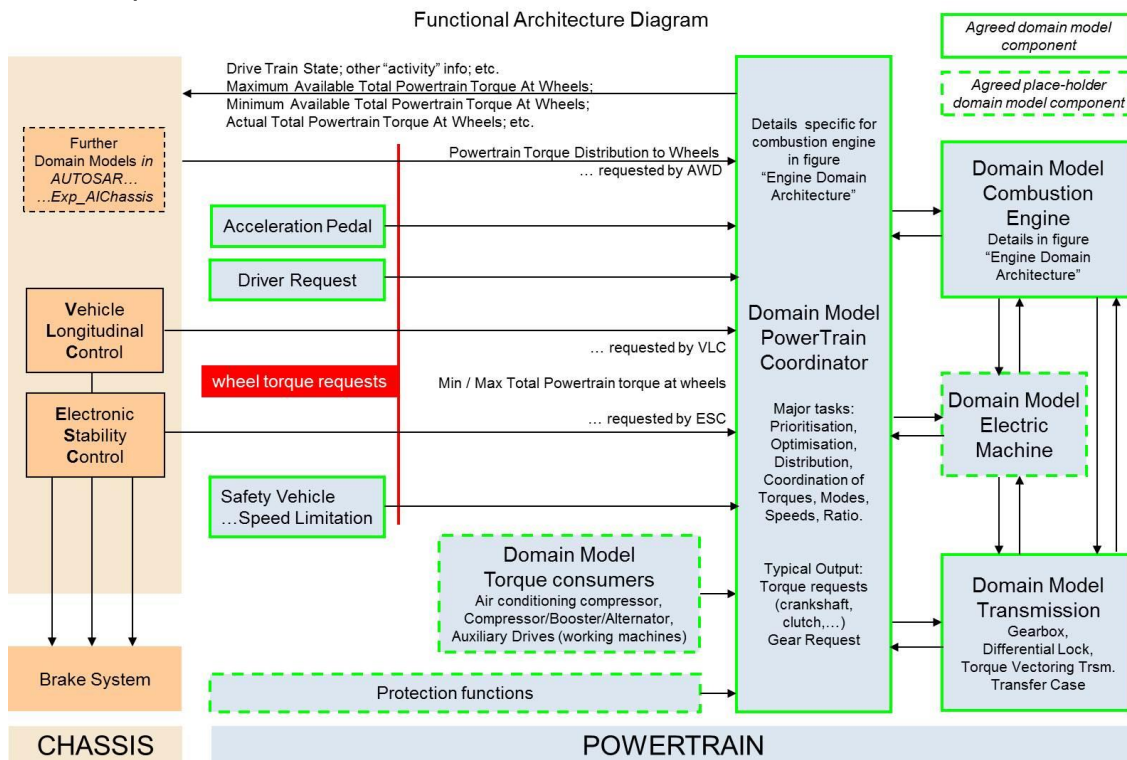 Functional Architecture Diagram
Agreed domain model
component
Agreed place-holder
domain model component
Drive Train State; other “activity” info; etc.
Maximum Available Total Powertrain Torque At Wheels;
Minimum Available Total Powertrain Torque At Wheels;
Actual Total Powertrain Torque At Wheels; etc.
Further
Domain Models in
AUTOSAR…
…Exp_AIChassis
Powertrain Torque Distribution to Wheels
… requested by AWD
Acceleration Pedal
Driver Request
Vehicle
Longitudinal
Control
… requested by VLC
wheel torque requests
Min / Max Total Powertrain torque at wheels
Electronic
Stability
Control
… requested by ESC
Safety Vehicle
…Speed Limitation
Domain Model
Torque consumers
Air conditioning compressor,
Compressor/Booster/Alternator,
Auxiliary Drives (working machines)
Protection functions
Brake System
Details specific for
combustion engine
in figure
“Engine Domain
Architecture”
Domain Model
PowerTrain
Coordinator
Major tasks:
Prioritisation,
Optimisation,
Distribution,
Coordination of
Torques, Modes,
Speeds, Ratio.
Typical Output:
Torque requests
(crankshaft,
clutch,…)
Gear Request
Domain Model
Combustion
Engine
Details in figure
“Engine Domain
Architecture”
Domain Model
Electric
Machine
Domain Model
Transmission
Gearbox,
Differential Lock,
Torque Vectoring Trsm.
Transfer Case
CHASSIS
POWERTRAIN